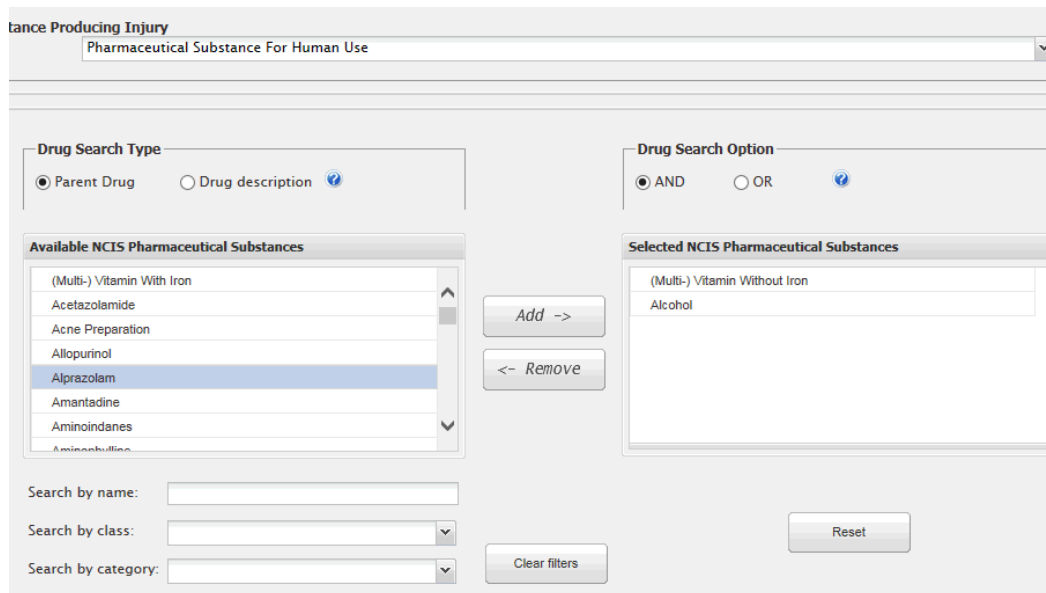 tance Producing Injury
Pharmaceutical Substance For Human Use
Drug Search Type
Parent Drug
Drug description
Drug Search Option
AND
OR
Available NCIS Pharmaceutical Substances
(Multi-) Vitamin With Iron
Acetazolamide
Acne Preparation
Allopurinol
Alprazolam
Amantadine
Aminoindanes
Aminophylline
Add ->
<- Remove
Selected NCIS Pharmaceutical Substances
(Multi-) Vitamin Without Iron
Alcohol
Search by name:
Search by class:
Search by category:
Clear filters
Reset